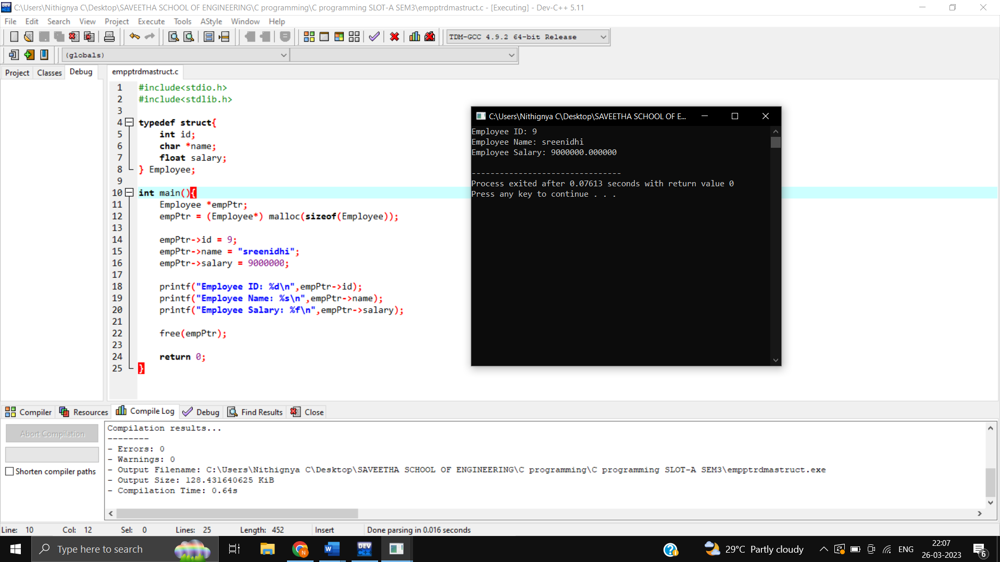 C:\Users\Nithignya C\Desktop\SAVEETHA SCHOOL OF ENGINEERING\C programming\C programming SLOT-A SEM3\empptrdmastruct.c - [Executing] - Dev-C++ 5.11
File Edit Search View Project Execute Tools AStyle Window Help
TDM-GCC 4.9.2 64-bit Release
(globals)
Project Classes Debug
empptrdmastruct.c
1 #include<stdio.h>
2 #include<stdlib.h>
3
4 typedef struct{
5 int id;
6 char *name;
7 float salary;
8 } Employee;
9
10 int main(){
11 Employee *empPtr;
12 empPtr = (Employee*) malloc(sizeof(Employee));
13
14 empPtr->id = 9;
15 empPtr->name = "sreenidhi";
16 empPtr->salary = 9000000;
17
18 printf("Employee ID: %d\n",empPtr->id);
19 printf("Employee Name: %s\n",empPtr->name);
20 printf("Employee Salary: %f\n",empPtr->salary);
21
22 free(empPtr);
23
24 return 0;
25 }
C:\Users\Nithignya C\Desktop\SAVEETHA SCHOOL OF E...
Employee ID: 9
Employee Name: sreenidhi
Employee Salary: 9000000.000000
--------------------------------
Process exited after 0.07613 seconds with return value 0
Press any key to continue . . .
Compiler Resources Compile Log Debug Find Results Close
Abort Compilation
Shorten compiler paths
Compilation results...
--------
- Errors: 0
- Warnings: 0
- Output Filename: C:\Users\Nithignya C\Desktop\SAVEETHA SCHOOL OF ENGINEERING\C programming\C programming SLOT-A SEM3\empptrdmastruct.exe
- Output Size: 128.431640625 KiB
- Compilation Time: 0.64s
Line: 10 Col: 12 Sel: 0 Lines: 25 Length: 452 Insert Done parsing in 0.016 seconds
Type here to search
DEV
29°C Partly cloudy
ENG
22:07
26-03-2023
6